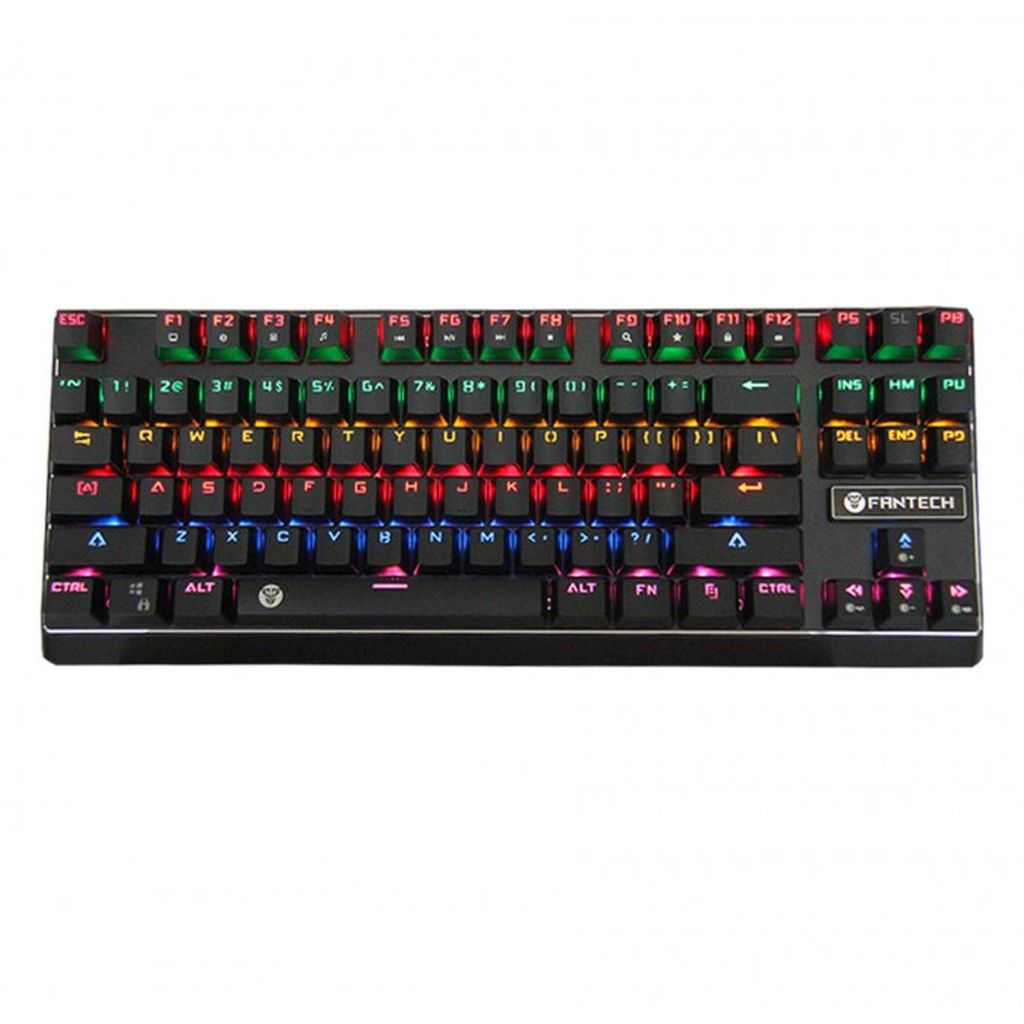 ESC F1 F2 F3 F4 F5 F6 F7 F8 F9 F10 F11 F12 PS SL PB
`~ 1! 2@ 3# 4$ 5% 6^ 7& 8* 9( 0) -- += INS HM PU
Q W E R T Y U I O P [{ ]} |\ DEL END PD
[A] A S D F G H J K L ;: '" FANTECH
Z X C V B N M <, >. ?/
CTRL ALT ALT FN CTRL